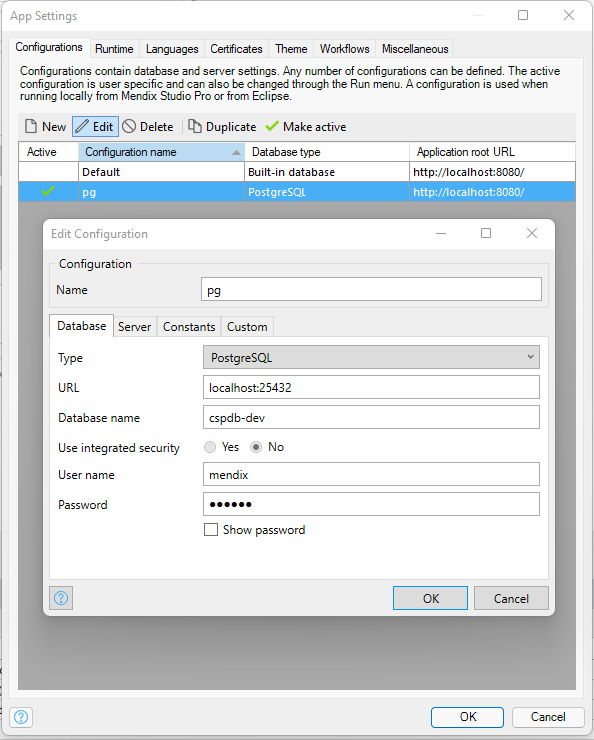 App Settings
Configurations Runtime Languages Certificates Theme Workflows Miscellaneous
Configurations contain database and server settings. Any number of configurations can be defined. The active
configuration is user specific and can also be changed through the Run menu. A configuration is used when
running locally from Mendix Studio Pro or from Eclipse.
New Edit Delete Duplicate Make active
Active Configuration name Database type Application root URL
Default Built-in database http://localhost:8080/
pg PostgreSQL http://localhost:8080/
Edit Configuration
Configuration
Name pg
Database Server Constants Custom
Type PostgreSQL
URL localhost:25432
Database name cspdb-dev
Use integrated security Yes No
User name mendix
Password ••••••
Show password
? OK Cancel
? OK Cancel